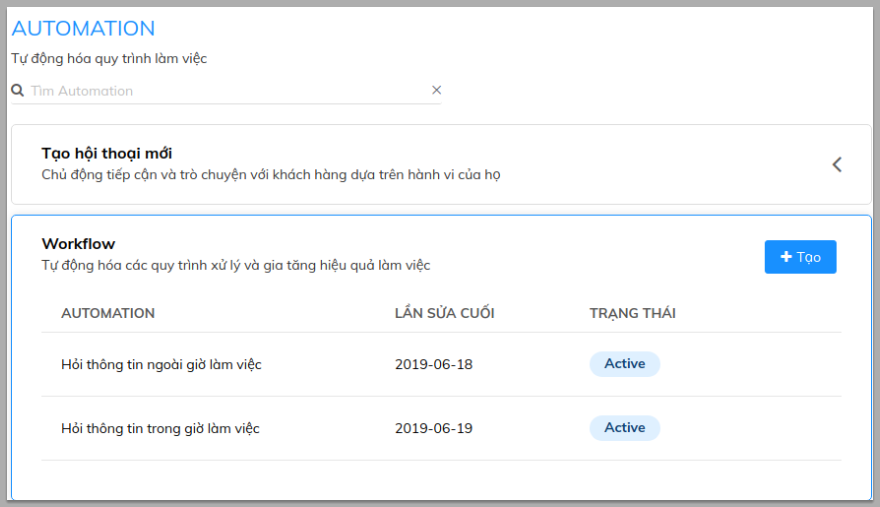 AUTOMATION
Tự động hóa quy trình làm việc
Tìm Automation
Tạo hội thoại mới
Chủ động tiếp cận và trò chuyện với khách hàng dựa trên hành vi của họ
Workflow
Tự động hóa các quy trình xử lý và gia tăng hiệu quả làm việc
Tạo
AUTOMATION LẦN SỬA CUỐI TRẠNG THÁI
Hỏi thông tin ngoài giờ làm việc 2019-06-18 Active
Hỏi thông tin trong giờ làm việc 2019-06-19 Active